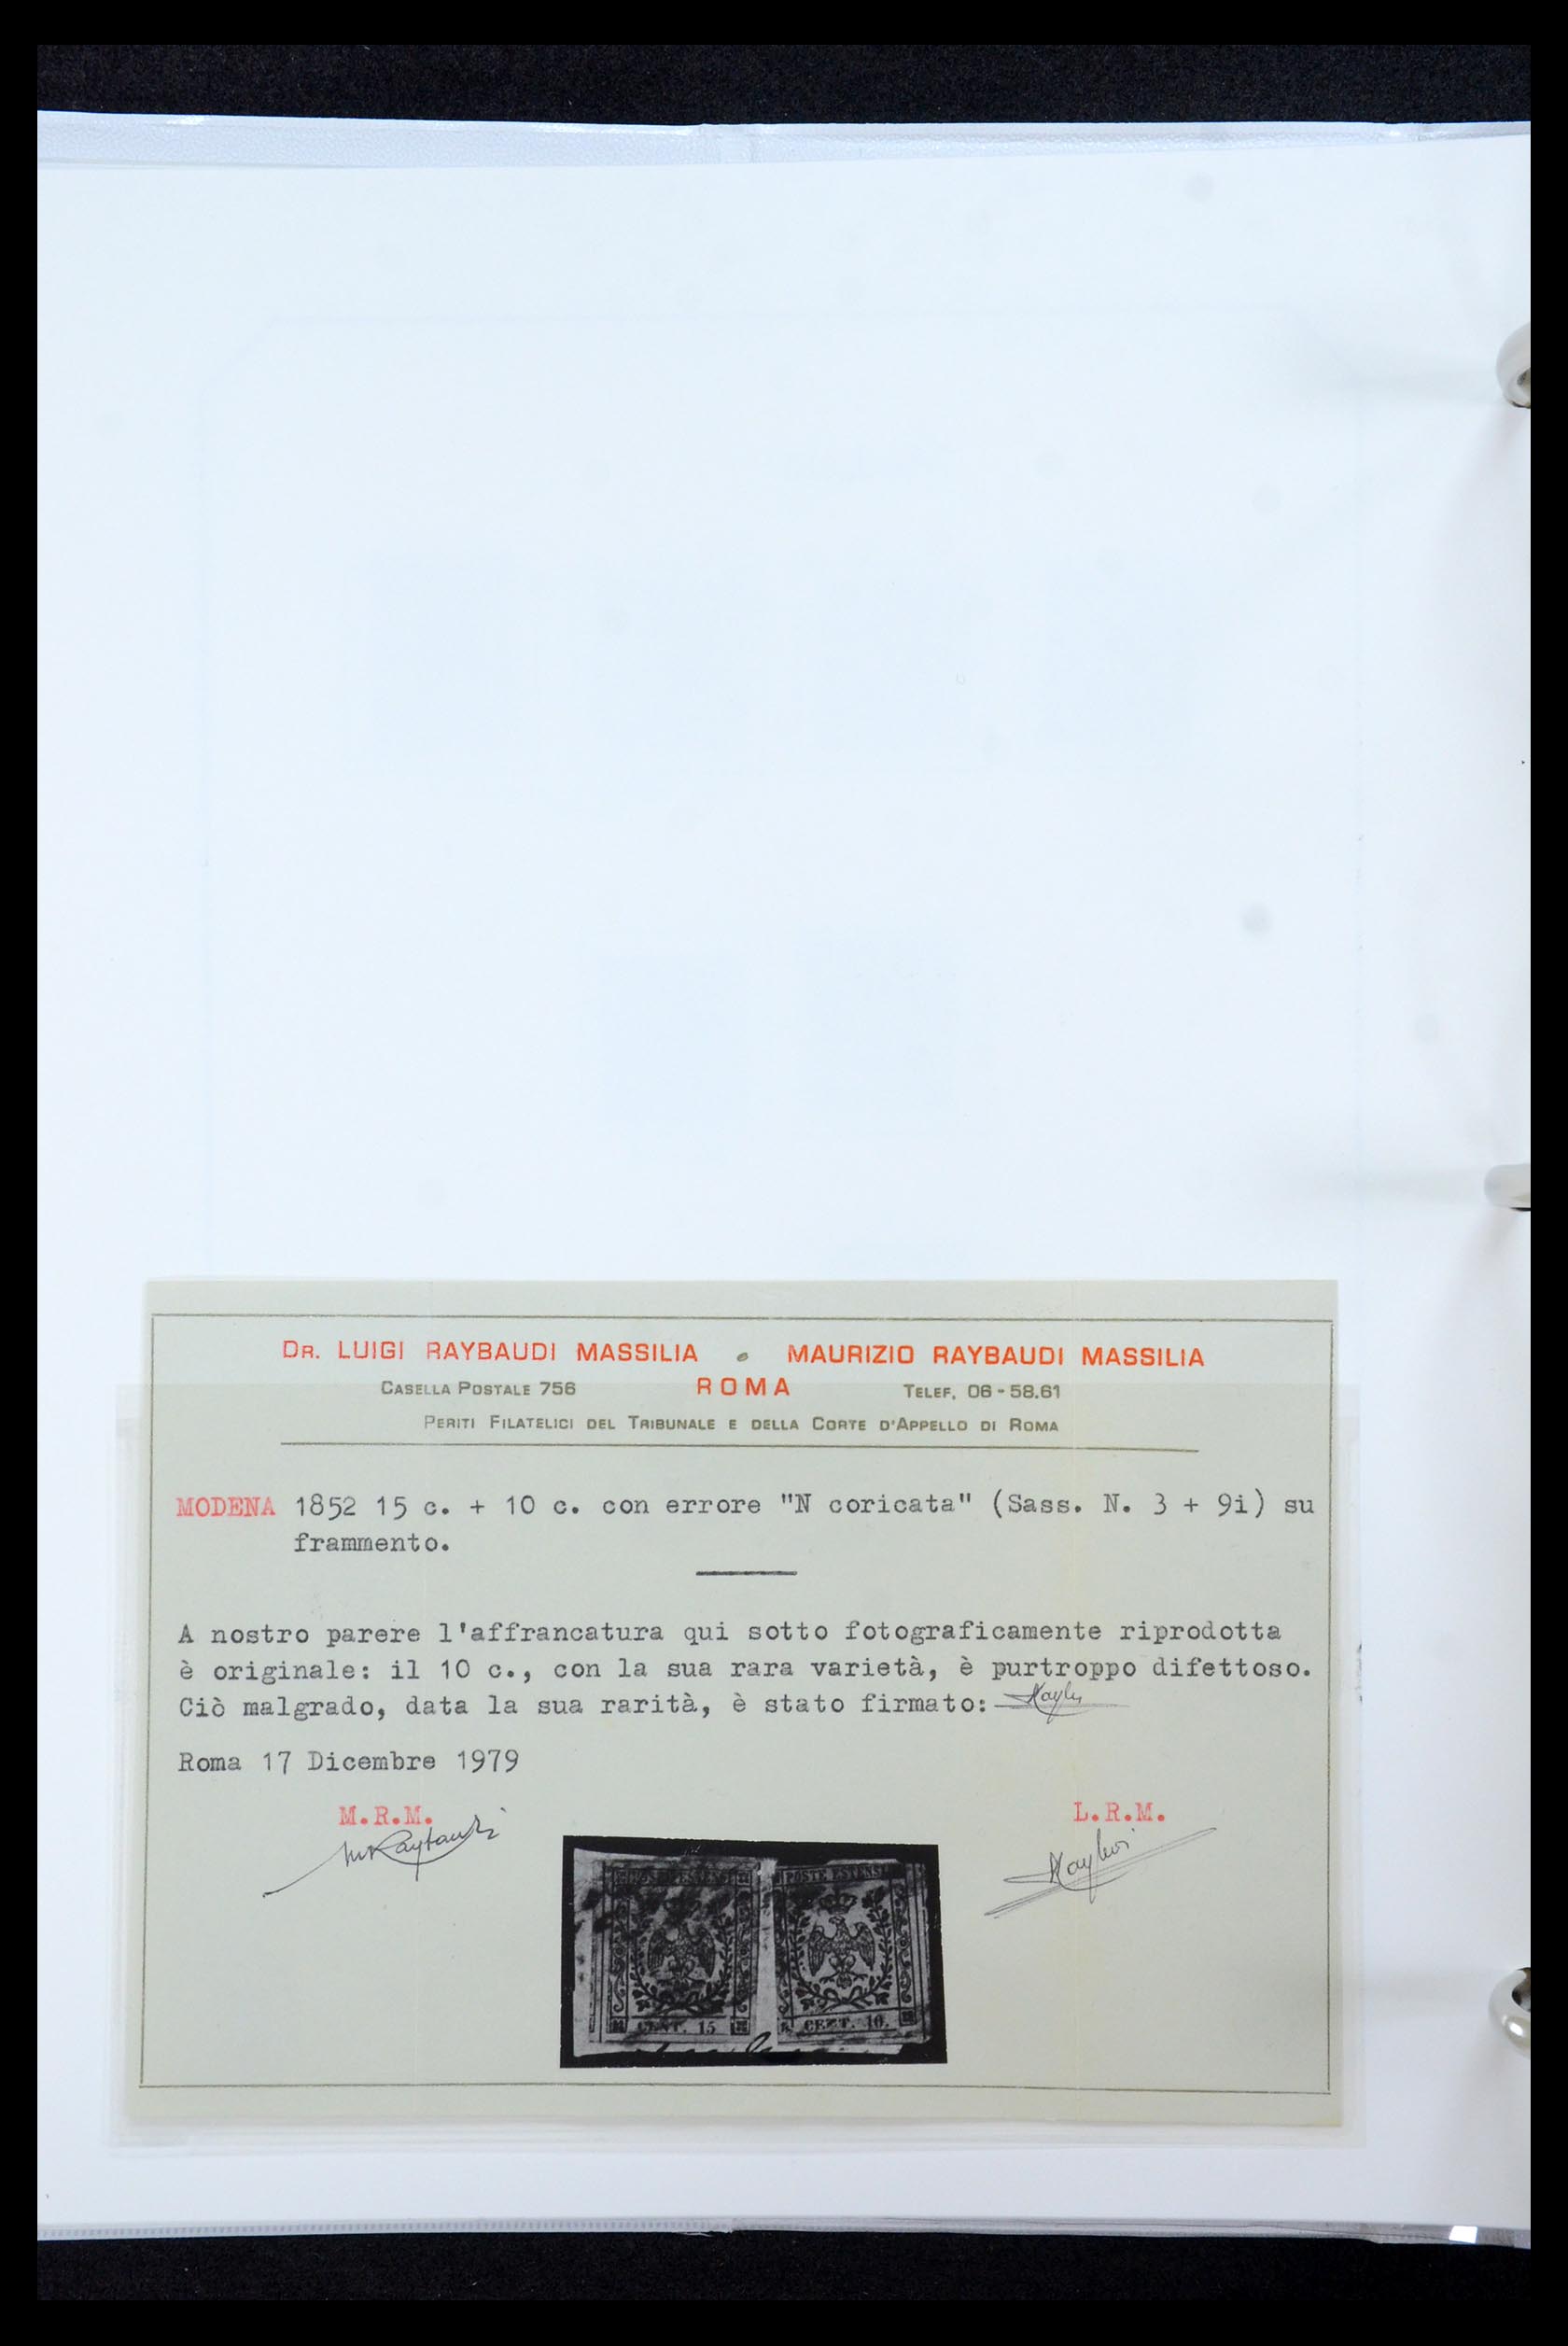 DR. LUIGI RAYBAUDI MASSILIA • MAURIZIO RAYBAUDI MASSILIA
CASELLA POSTALE 756 ROMA TELEF. 06 - 58.61
PERITI FILATELICI DEL TRIBUNALE E DELLA CORTE D'APPELLO DI ROMA
MODENA 1852 15 c. + 10 c. con errore "N coricata" (Sass. N. 3 + 9i) su
frammento.
A nostro parere l'affrancatura qui sotto fotograficamente riprodotta
è originale: il 10 c., con la sua rara varietà, è purtroppo difettoso.
Ciò malgrado, data la sua rarità, è stato firmato:
Roma 17 Dicembre 1979
M.R.M. L.R.M.
POSTE ESTENSI POSTE ESTENSI
CENT. 15 CEZT. 10.